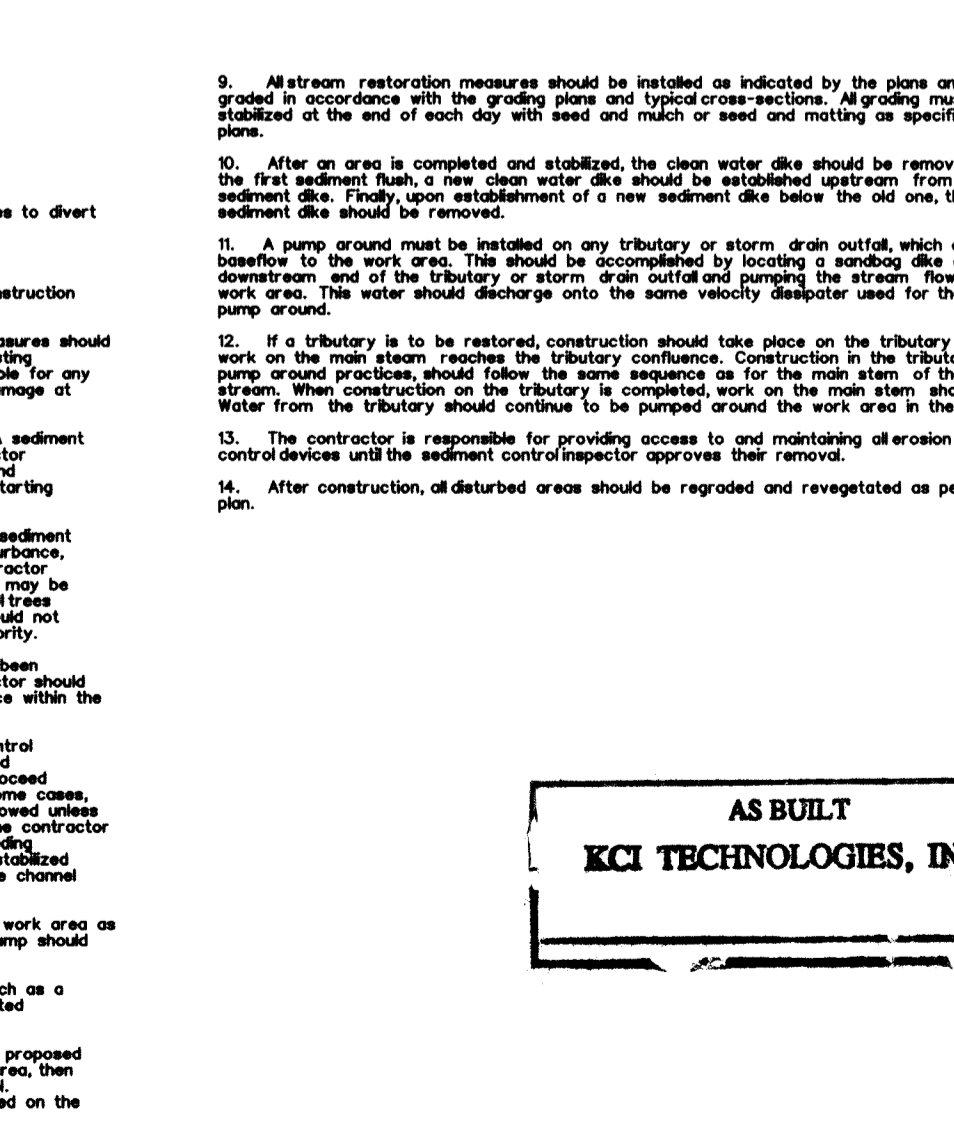 es to divert
nstruction
asures should
sting
ble for any
amage at
A sediment
ctor
nd
tarting
sediment
urbance,
ractor
may be
l trees
uld not
ority.
been
ctor should
ce within the
ntrol
d
oceed
ome cases,
owed unless
he contractor
ding
stabilized
e channel
work area as
ump should
ch as a
ted
proposed
rea, then
l.
ed on the
9. All stream restoration measures should be installed as indicated by the plans an
graded in accordance with the grading plans and typical cross-sections. All grading mu
stabilized at the end of each day with seed and mulch or seed and matting as specifi
plans.
10. After an area is completed and stabilized, the clean water dike should be remov
the first sediment flush, a new clean water dike should be established upstream from
sediment dike. Finally, upon establishment of a new sediment dike below the old one, th
sediment dike should be removed.
11. A pump around must be installed on any tributary or storm drain outfall, which c
baseflow to the work area. This should be accomplished by locating a sandbag dike
downstream end of the tributary or storm drain outfall and pumping the stream flow
work area. This water should discharge onto the same velocity dissipater used for th
pump around.
12. If a tributary is to be restored, construction should take place on the tributary
work on the main steam reaches the tributary confluence. Construction in the tributa
pump around practices, should follow the same sequence as for the main stem of th
stream. When construction on the tributary is completed, work on the main stem sho
Water from the tributary should continue to be pumped around the work area in the
13. The contractor is responsible for providing access to and maintaining all erosion
control devices until the sediment control inspector approves their removal.
14. After construction, all disturbed areas should be regraded and revegetated as pe
plan.
AS BUILT
KCI TECHNOLOGIES, IN